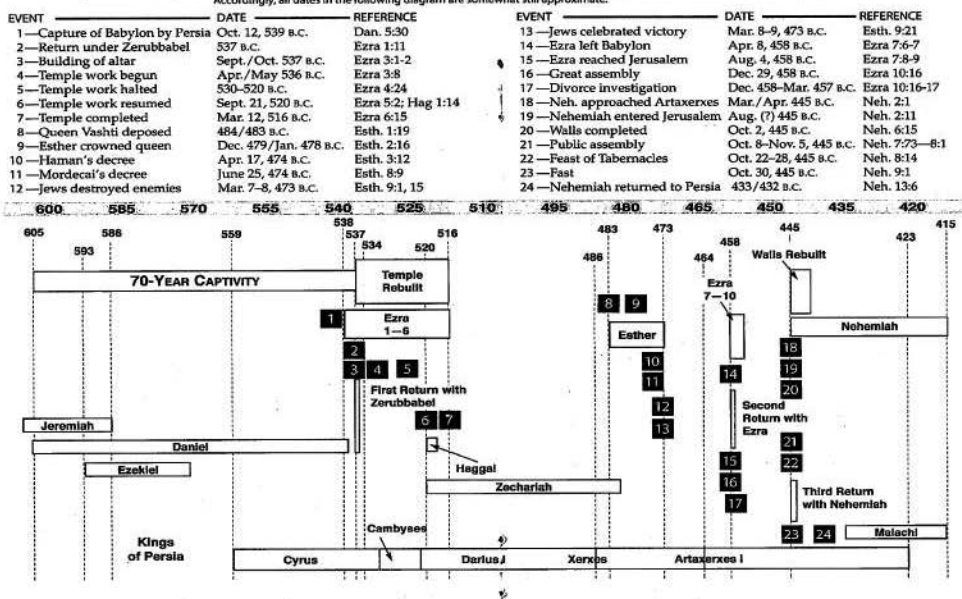 Accordingly, all dates in the following diagram are somewhat still approximate.
EVENT DATE REFERENCE
1—Capture of Babylon by Persia Oct. 12, 539 B.C. Dan. 5:30
2—Return under Zerubbabel 537 B.C. Ezra 1:11
3—Building of altar Sept./Oct. 537 B.C. Ezra 3:1-2
4—Temple work begun Apr./May 536 B.C. Ezra 3:8
5—Temple work halted 530-520 B.C. Ezra 4:24
6—Temple work resumed Sept. 21, 520 B.C. Ezra 5:2; Hag 1:14
7—Temple completed Mar. 12, 516 B.C. Ezra 6:15
8—Queen Vashti deposed 484/483 B.C. Esth. 1:19
9—Esther crowned queen Dec. 479/Jan. 478 B.C. Esth. 2:16
10—Haman's decree Apr. 17, 474 B.C. Esth. 3:12
11—Mordecai's decree June 25, 474 B.C. Esth. 8:9
12—Jews destroyed enemies Mar. 7-8, 473 B.C. Esth. 9:1, 15
EVENT DATE REFERENCE
13—Jews celebrated victory Mar. 8-9, 473 B.C. Esth. 9:21
14—Ezra left Babylon Apr. 8, 458 B.C. Ezra 7:6-7
15—Ezra reached Jerusalem Aug. 4, 458 B.C. Ezra 7:8-9
16—Great assembly Dec. 29, 458 B.C. Ezra 10:16
17—Divorce investigation Dec. 458-Mar. 457 B.C. Ezra 10:16-17
18—Neh. approached Artaxerxes Mar./Apr. 445 B.C. Neh. 2:1
19—Nehemiah entered Jerusalem Aug. (?) 445 B.C. Neh. 2:11
20—Walls completed Oct. 2, 445 B.C. Neh. 6:15
21—Public assembly Oct. 8-Nov. 5, 445 B.C. Neh. 7:73—8:1
22—Feast of Tabernacles Oct. 22-28, 445 B.C. Neh. 8:14
23—Fast Oct. 30, 445 B.C. Neh. 9:1
24—Nehemiah returned to Persia 433/432 B.C. Neh. 13:6
600 585 570 555 540 525 510 495 480 465 450 435 420
538
605 593 586 559 537 534 520 516 486 483 473 464 458 445 423 415
Walls Rebuilt
70-YEAR CAPTIVITY
Temple
Rebuilt
Ezra
7—10
8 9
1
Ezra
1—6
Esther
Nehemiah
2
10
18
3 4 5
11
14
19
First Return with
Zerubbabel
20
12
Second
Return with
Ezra
6 7
Jeremiah
13
21
Daniel
Haggai
15
22
Ezekiel
16
Zechariah
17
Third Return
with Nehemiah
Cambyses
23 24
Malachi
Kings
of Persia
Cyrus
Darius I
Xerxes
Artaxerxes I